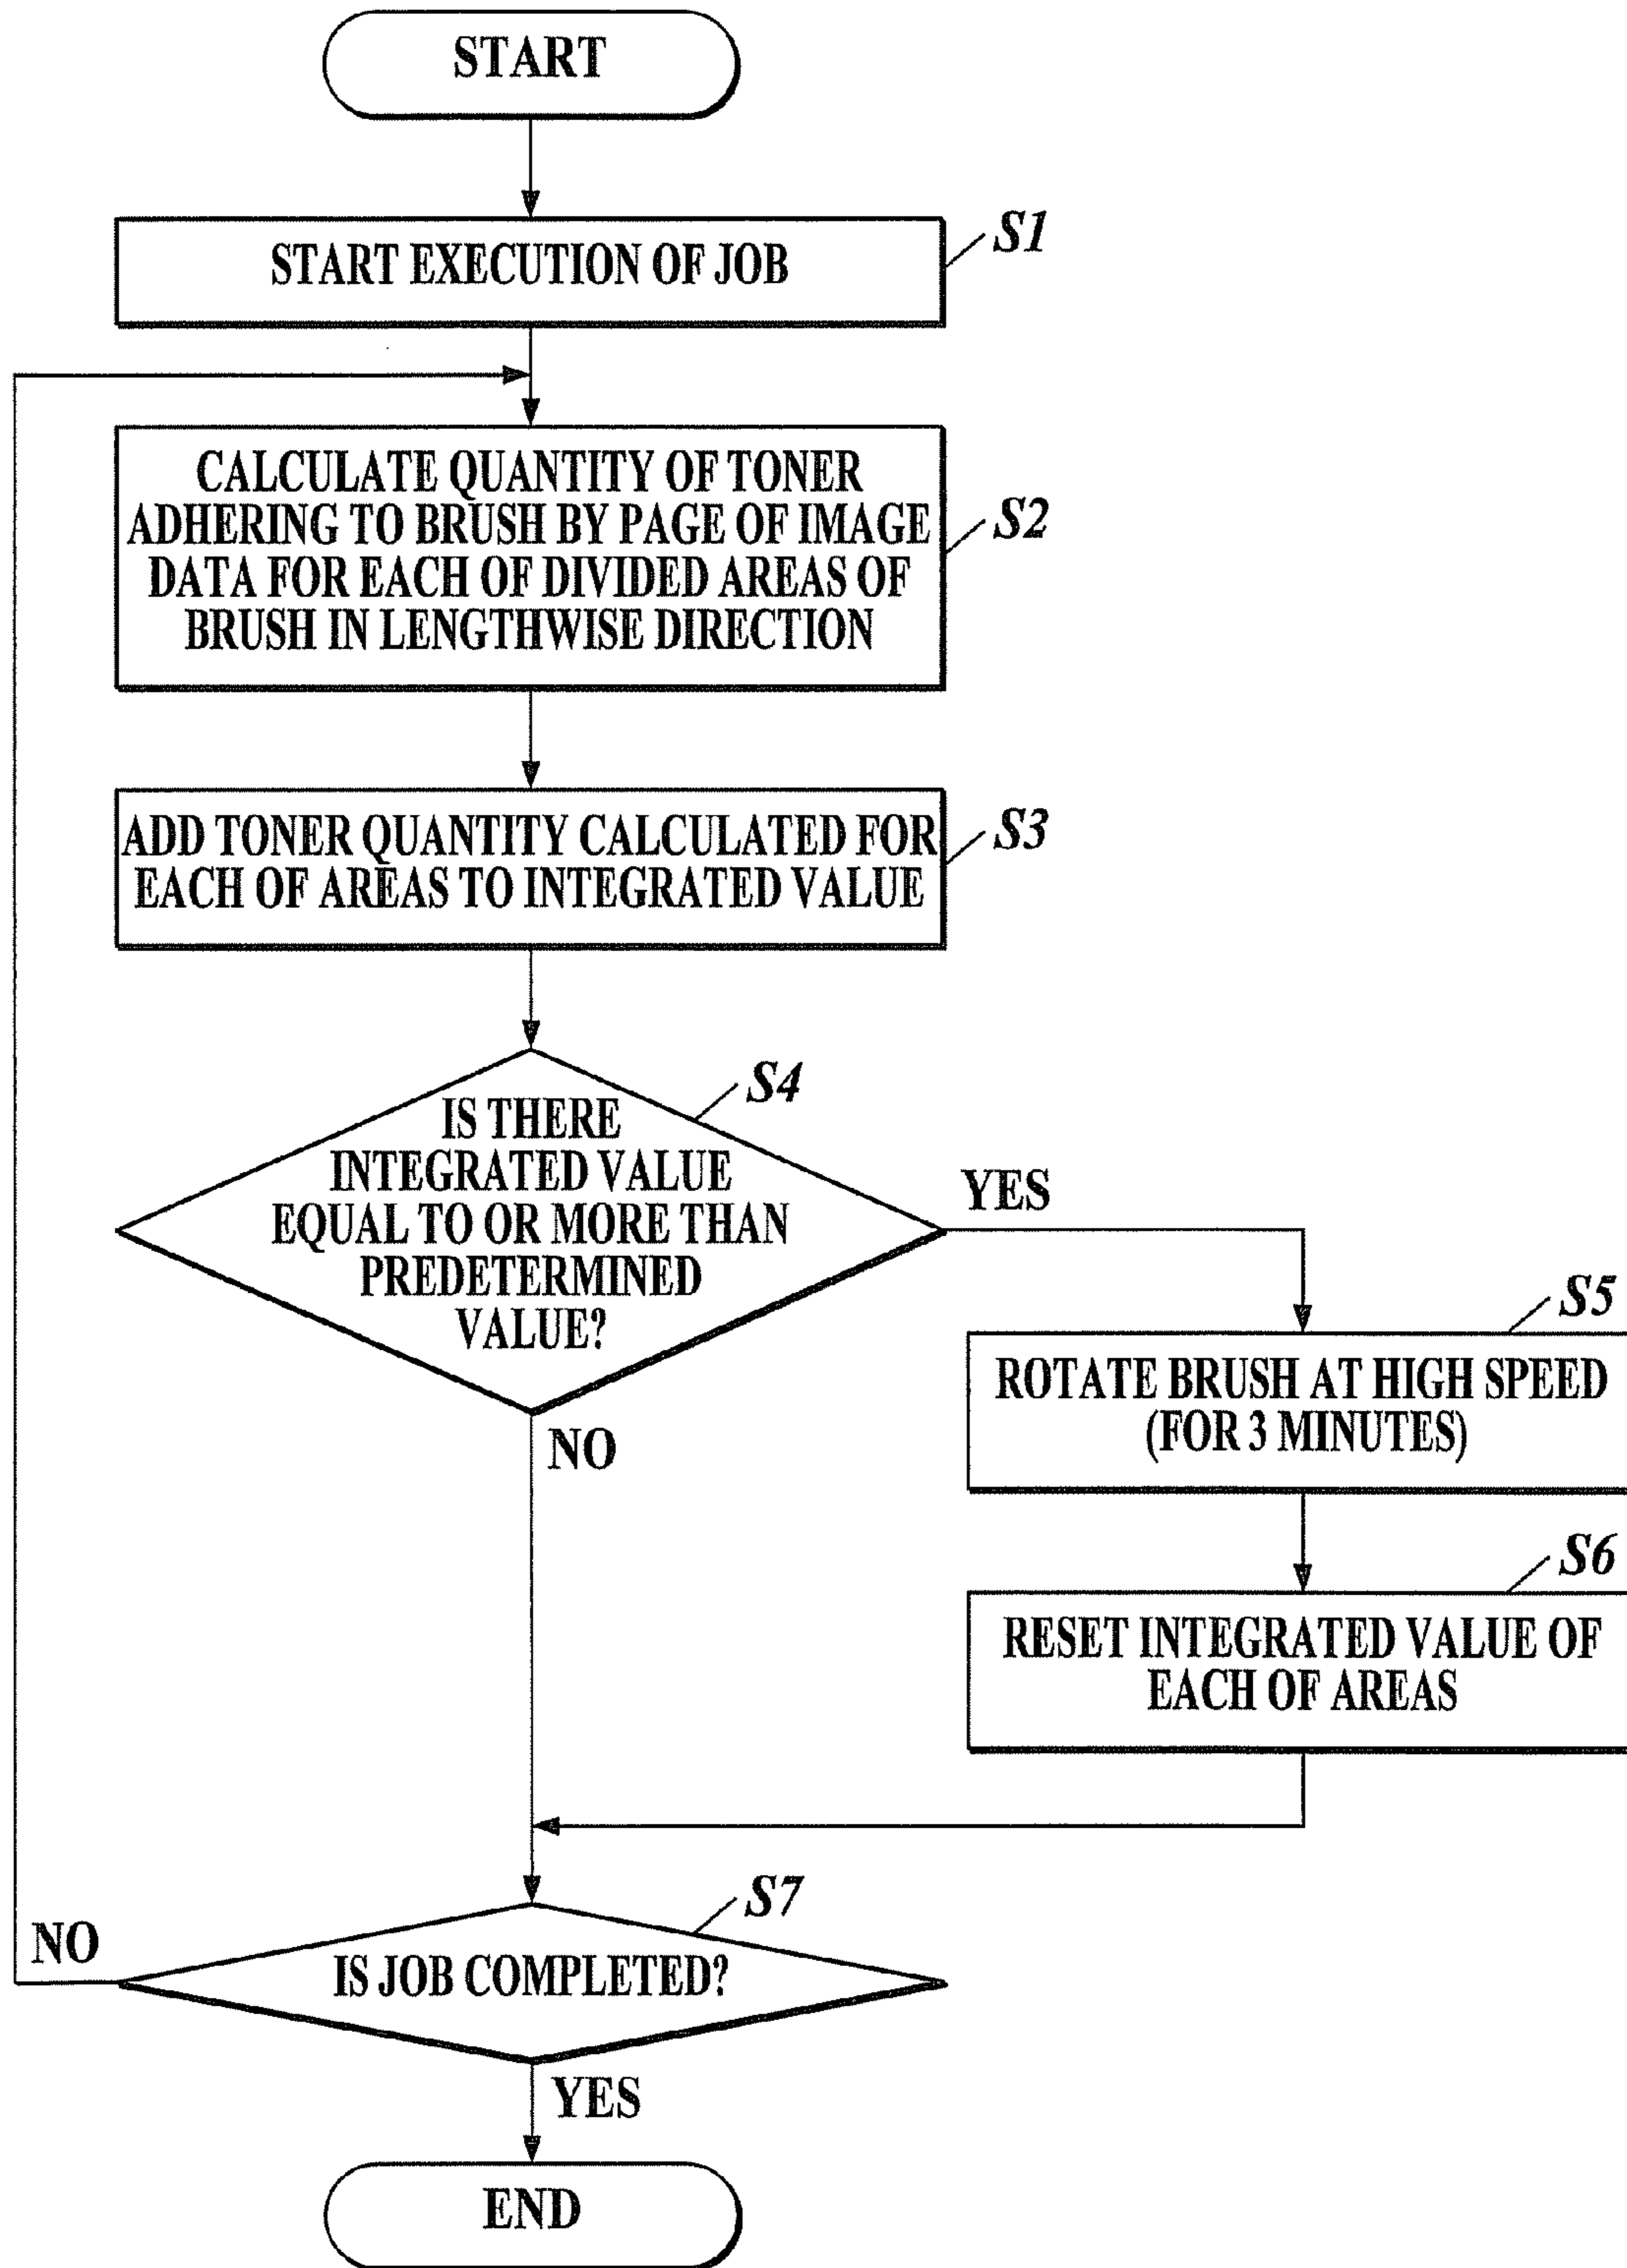 START
START EXECUTION OF JOB
S1
CALCULATE QUANTITY OF TONER
ADHERING TO BRUSH BY PAGE OF IMAGE
DATA FOR EACH OF DIVIDED AREAS OF
BRUSH IN LENGTHWISE DIRECTION
S2
ADD TONER QUANTITY CALCULATED FOR
EACH OF AREAS TO INTEGRATED VALUE
S3
S4
IS THERE
INTEGRATED VALUE
EQUAL TO OR MORE THAN
PREDETERMINED
VALUE?
YES
NO
S5
ROTATE BRUSH AT HIGH SPEED
(FOR 3 MINUTES)
S6
RESET INTEGRATED VALUE OF
EACH OF AREAS
S7
IS JOB COMPLETED?
NO
YES
END